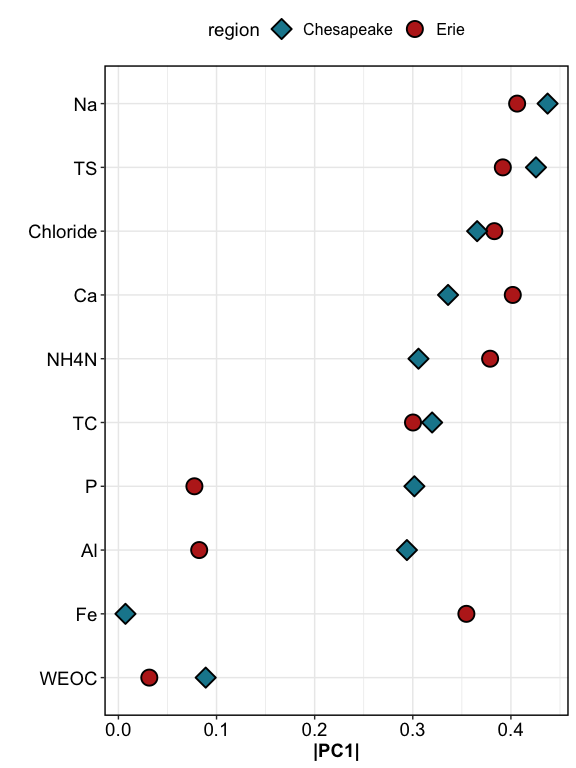 region Chesapeake Erie
Na
TS
Chloride
Ca
NH4N
TC
P
Al
Fe
WEOC
0.0 0.1 0.2 0.3 0.4
|PC1|